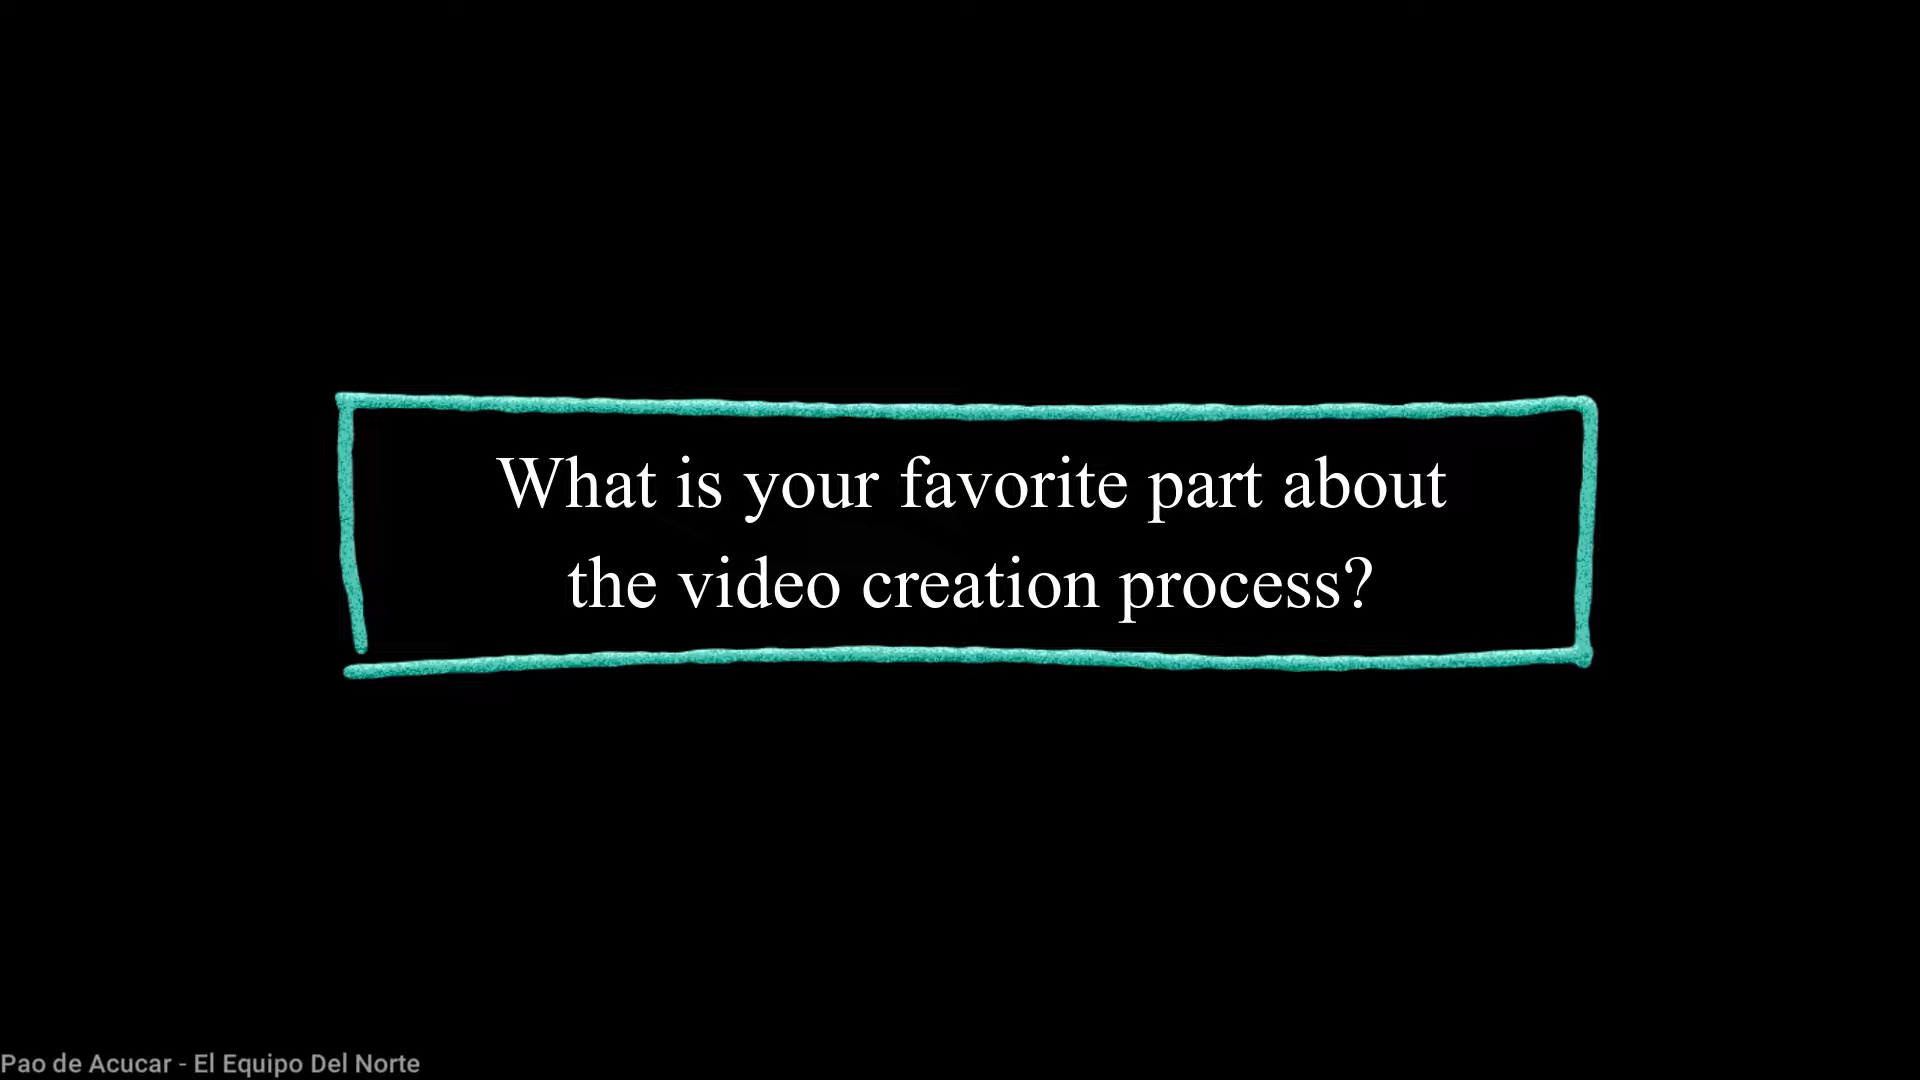 What is your favorite part about
the video creation process?
Pao de Acucar - El Equipo Del Norte